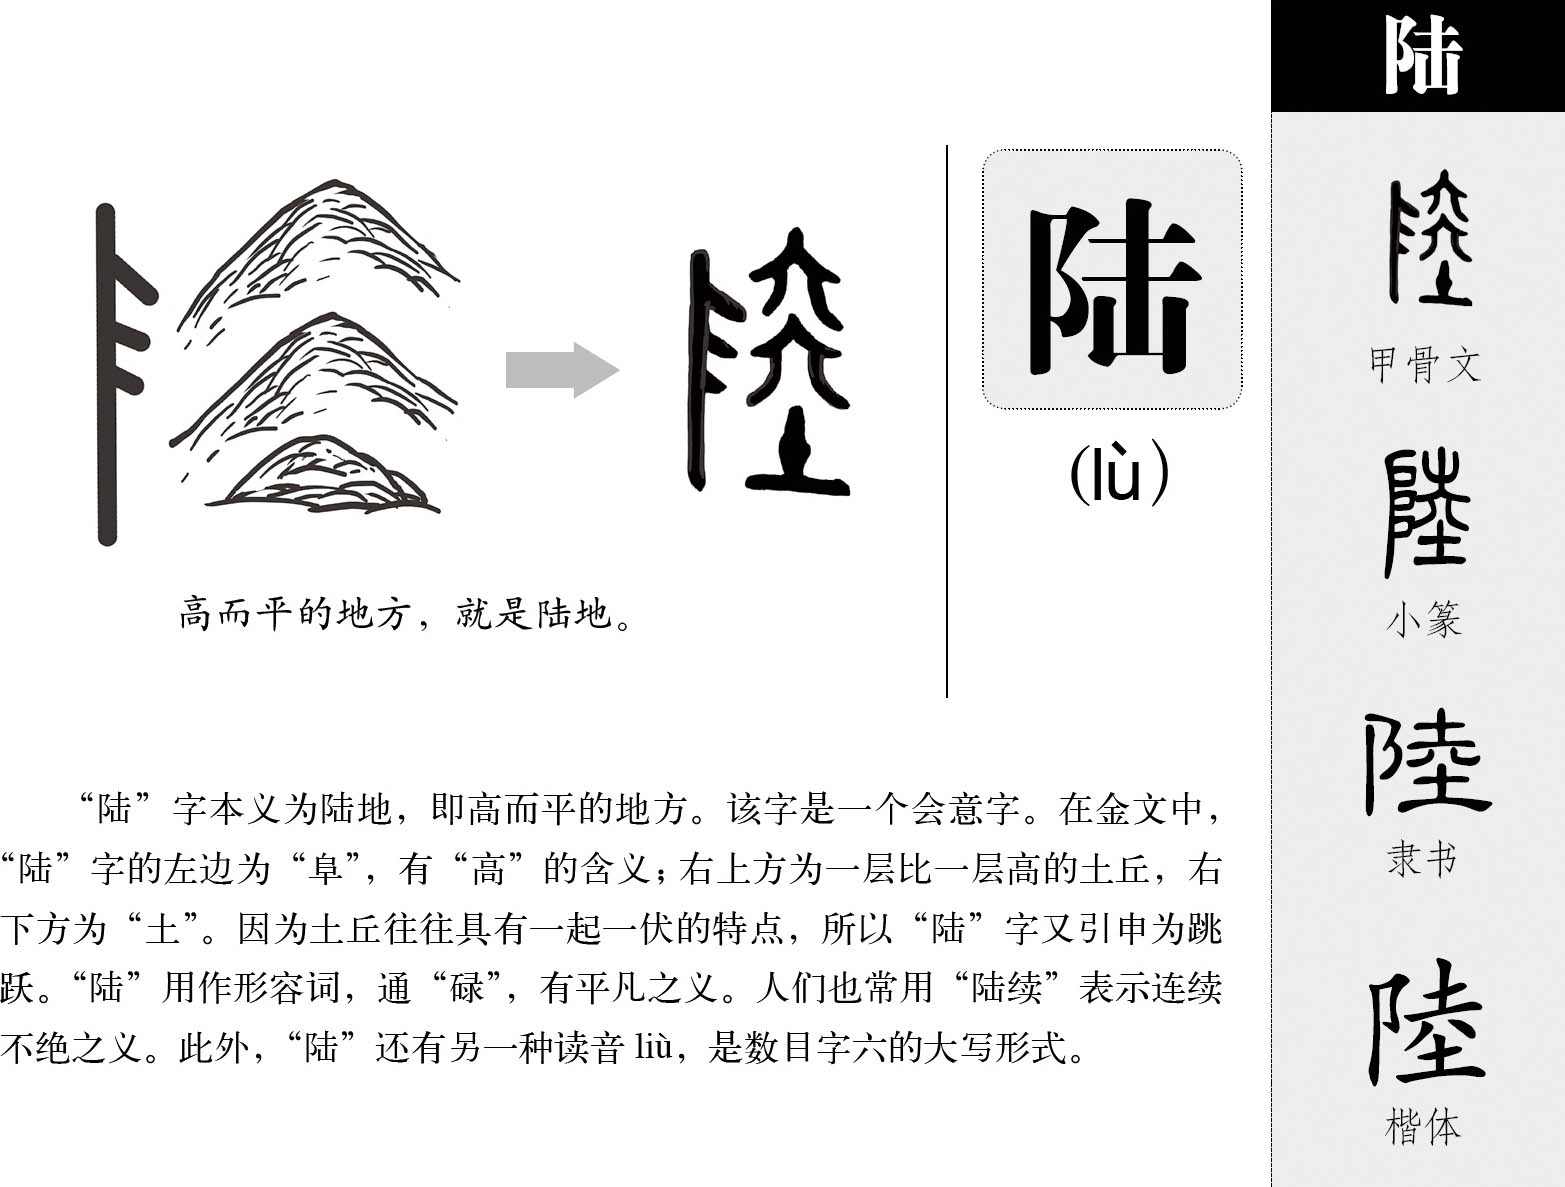 高而平的地方，就是陆地。
陆
(lù)
“陆”字本义为陆地，即高而平的地方。该字是一个会意字。在金文中，
“陆”字的左边为“阜”，有“高”的含义；右上方为一层比一层高的土丘，右
下方为“土”。因为土丘往往具有一起一伏的特点，所以“陆”字又引申为跳
跃。“陆”用作形容词，通“碌”，有平凡之义。人们也常用“陆续”表示连续
不绝之义。此外，“陆”还有另一种读音 liù，是数目字六的大写形式。
陆
甲骨文
小篆
陸
隶书
陸
楷体